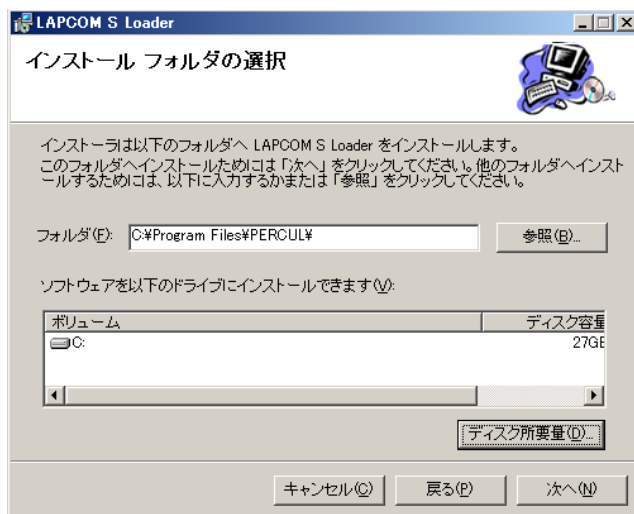 LAPCOM S Loader
インストール フォルダの選択
インストーラは以下のフォルダへ LAPCOM S Loader をインストールします。
このフォルダへインストールためには「次へ」をクリックしてください。他のフォルダへインスト
ールするためには、以下に入力するかまたは「参照」をクリックしてください。
フォルダ(F): C:¥Program Files¥PERCUL¥ 参照(B)...
ソフトウェアを以下のドライブにインストールできます(V):
ボリューム ディスク容量
C: 27GB
ディスク所要量(D)...
キャンセル(C) 戻る(P) 次へ(N)